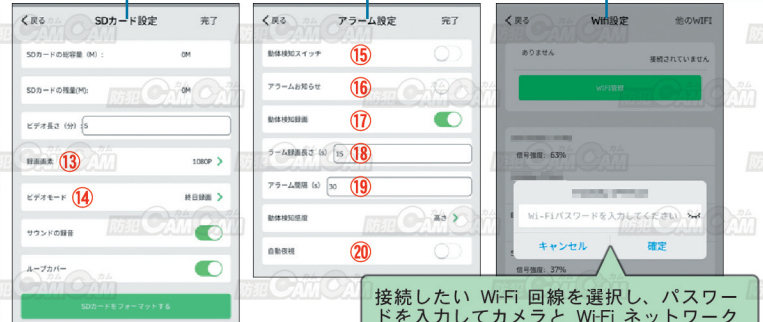 く戻る
SDカード設定
完了
SDカードの総容量（M）：
0M
SDカードの残量(M):
0M
ビデオ長さ（分）:5
録画画素
⑬
1080P >
ビデオモード
⑭
終日録画 >
サウンドの録音
ループカバー
SDカードをフォーマットする
く戻る
アラーム設定
完了
動体検知スイッチ
⑮
アラームお知らせ
⑯
動体検知録画
⑰
ラーム録画長さ（s） 15
⑱
アラーム間隔（s） 30
⑲
動体検知感度
高さ >
自動夜視
⑳
く戻る
Wifi設定
他のWIFI
ありません
接続されていません
信号強度: 63%
Wi-Fiパスワードを入力してください
キャンセル
確定
信号強度: 37%
接続したい Wi-Fi 回線を選択し、パスワー
ドを入力してカメラと Wi-Fi ネットワーク
防犯 CAMCAM
カム カム